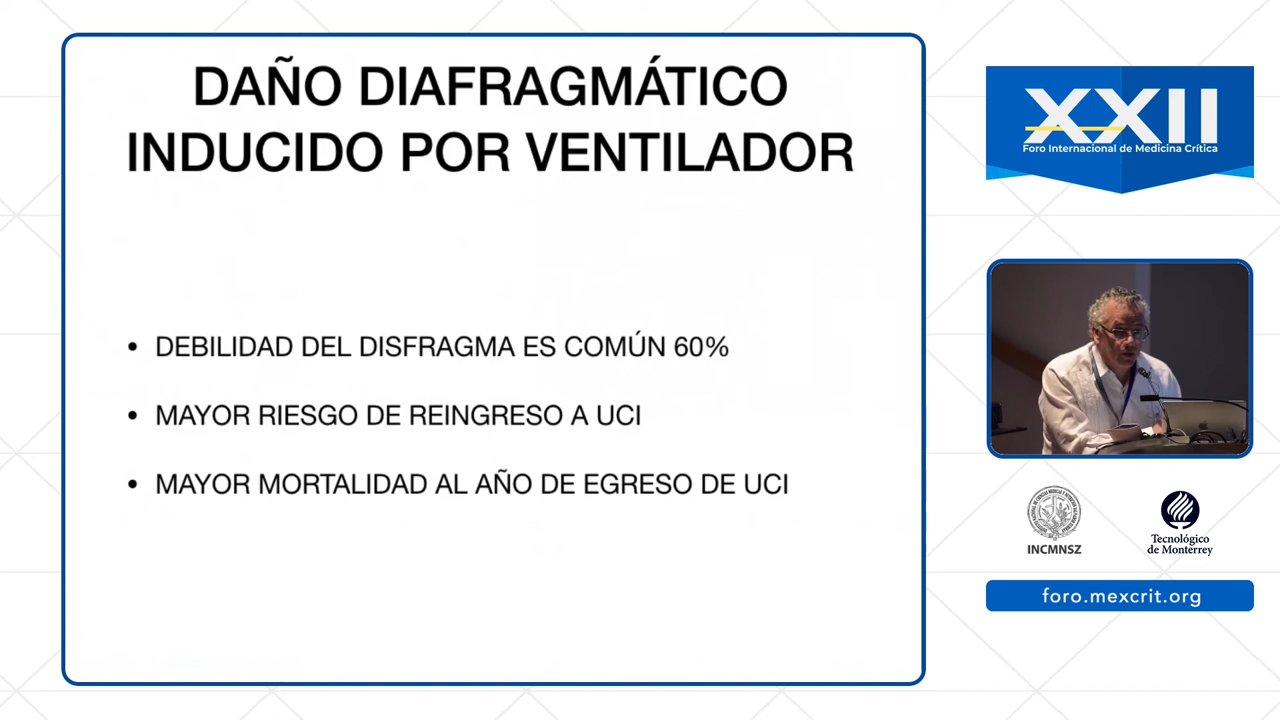 DAÑO DIAFRAGMÁTICO
INDUCIDO POR VENTILADOR
• DEBILIDAD DEL DISFRAGMA ES COMÚN 60%
• MAYOR RIESGO DE REINGRESO A UCI
• MAYOR MORTALIDAD AL AÑO DE EGRESO DE UCI
XXII
Foro Internacional de Medicina Crítica
INCMNSZ
Tecnológico
de Monterrey
foro.mexcrit.org